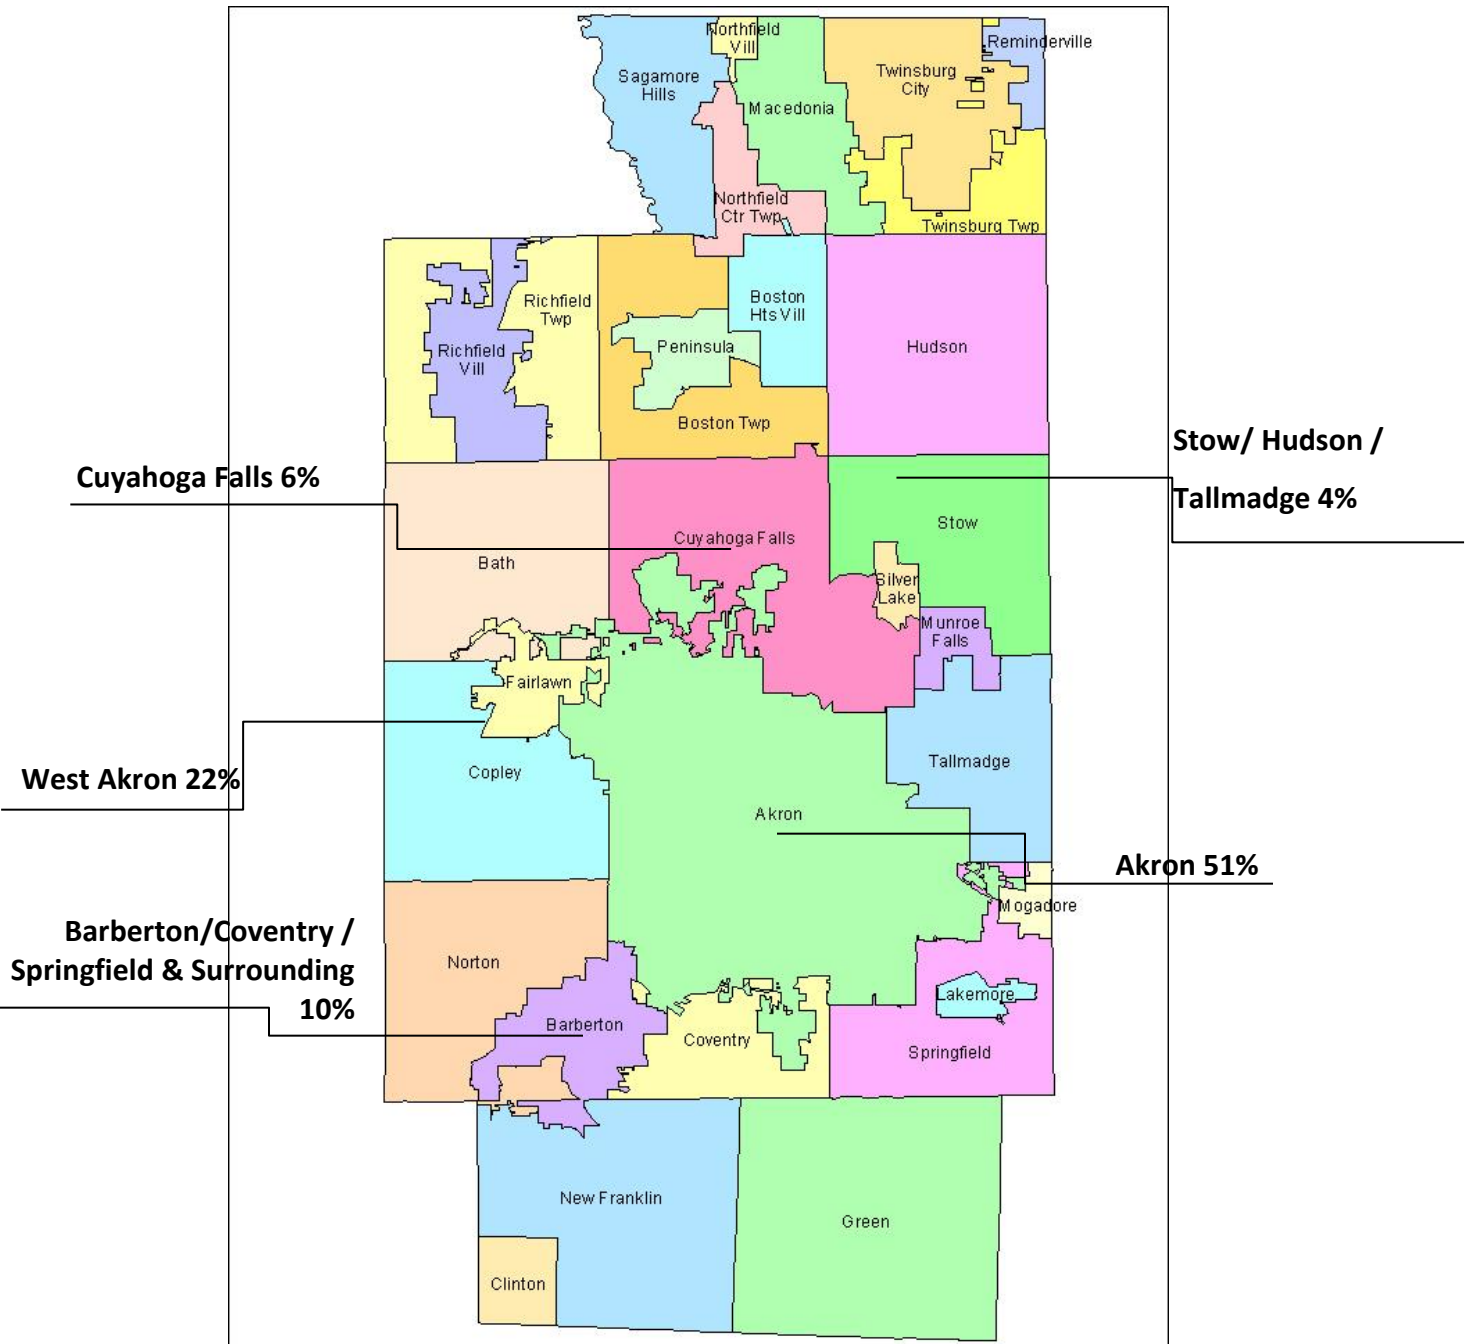 Northfield
Vill
Reminderville
Sagamore
Hills
Twinsburg
City
Macedonia
Northfield
Ctr Twp
Twinsburg Twp
Richfield
Twp
Boston
Hts Vill
Peninsula
Richfield
Vill
Hudson
Boston Twp
Stow/ Hudson /
Tallmadge 4%
Cuyahoga Falls 6%
Cuyahoga Falls
Stow
Bath
Silver
Lake
Munroe
Falls
Fairlawn
West Akron 22%
Copley
Tallmadge
Akron
Akron 51%
Mogadore
Barberton/Coventry /
Springfield & Surrounding
10%
Norton
Lakemore
Barberton
Coventry
Springfield
New Franklin
Green
Clinton